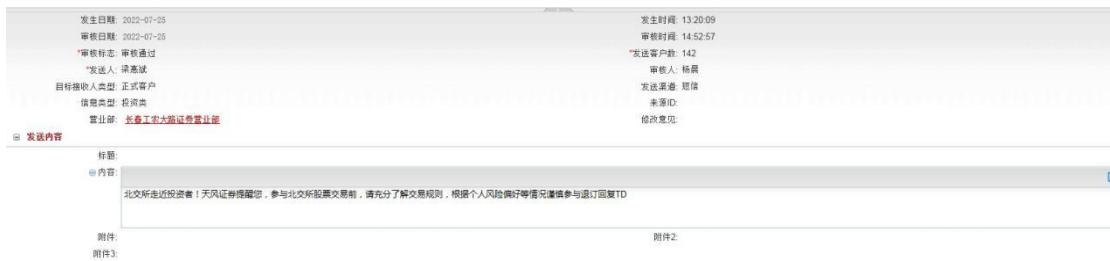 发生日期: 2022-07-25 发生时间: 13:20:09
审核日期: 2022-07-25 审核时间: 14:52:57
*审核标志: 审核通过 *发送客户数: 142
*发送人: 梁惠斌 审核人: 杨晨
目标接收人类型: 正式客户 发送渠道: 短信
信息类型: 投资类 来源ID:
营业部: 长春工农大路证券营业部 修改意见:
发送内容
标题:
内容:
北交所走近投资者！天风证券提醒您，参与北交所股票交易前，请充分了解交易规则，根据个人风险偏好等情况谨慎参与退订回复TD
附件: 附件2:
附件3: